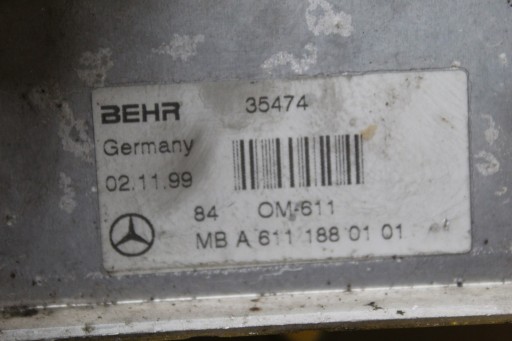 BEHR 35474
Germany
02.11.99
84 OM-611
MB A 611 188 01 01